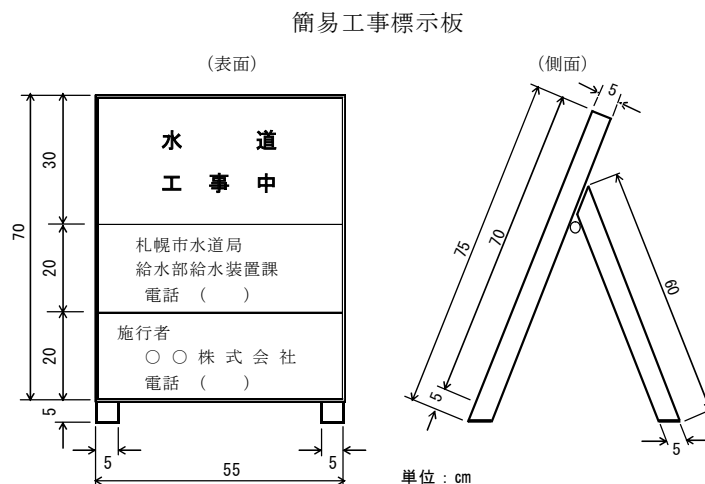 簡易工事標示板
(表面)
(側面)
水 道
工 事 中
札幌市水道局
給水部給水装置課
電話 ( )
施行者
○ ○ 株 式 会 社
電話 ( )
70
30
20
20
5
5
5
55
5
75
70
5
60
5
単位：cm